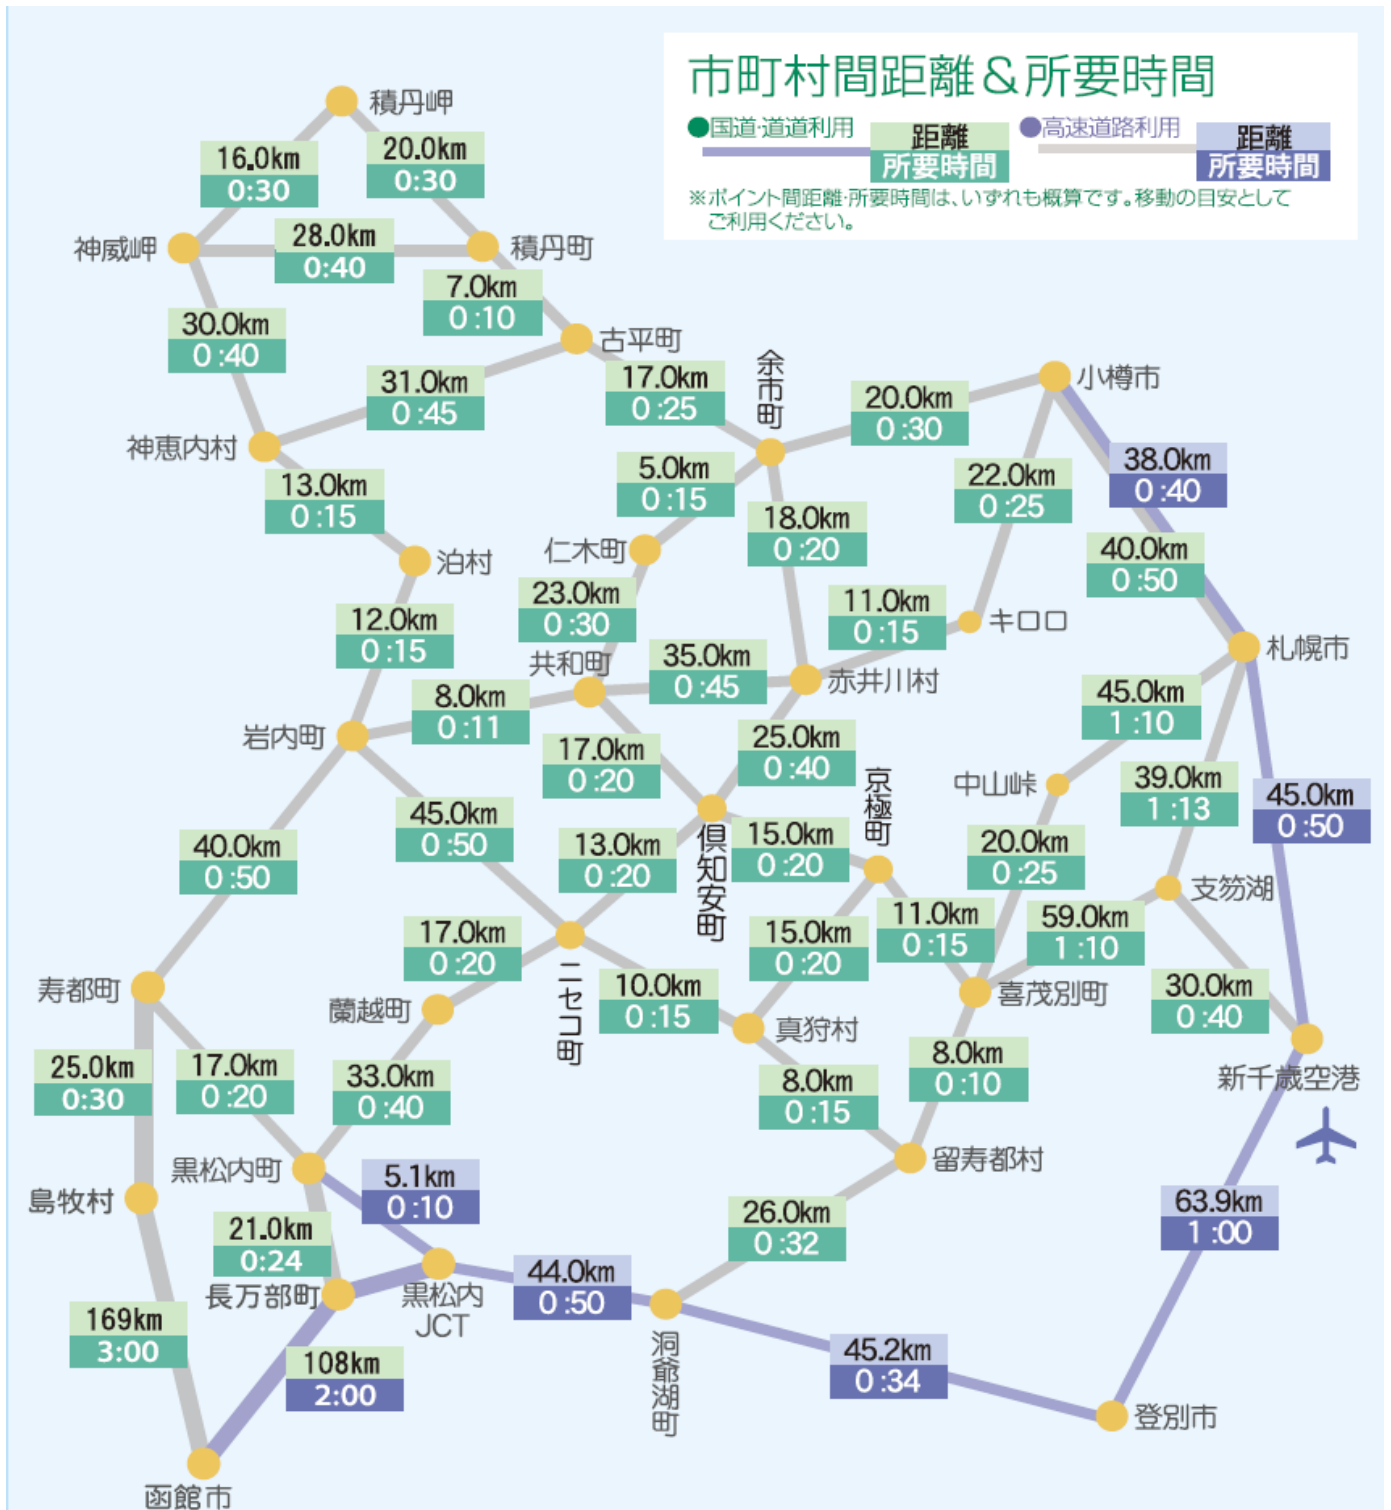 市町村間距離＆所要時間
●国道・道道利用
距離
所要時間
●高速道路利用
距離
所要時間
※ポイント間距離・所要時間は、いずれも概算です。移動の目安として
ご利用ください。
積丹岬
16.0km
0:30
20.0km
0:30
神威岬
28.0km
0:40
積丹町
7.0km
0:10
30.0km
0:40
古平町
31.0km
0:45
17.0km
0:25
余市町
20.0km
0:30
小樽市
神恵内村
13.0km
0:15
5.0km
0:15
22.0km
0:25
38.0km
0:40
18.0km
0:20
40.0km
0:50
泊村
仁木町
23.0km
0:30
11.0km
0:15
キロロ
12.0km
0:15
共和町
35.0km
0:45
赤井川村
札幌市
8.0km
0:11
45.0km
1:10
岩内町
17.0km
0:20
25.0km
0:40
京極町
中山峠
39.0km
1:13
45.0km
0:50
45.0km
0:50
40.0km
0:50
13.0km
0:20
倶知安町
15.0km
0:20
20.0km
0:25
支笏湖
17.0km
0:20
15.0km
0:20
11.0km
0:15
59.0km
1:10
寿都町
蘭越町
ニセコ町
10.0km
0:15
真狩村
喜茂別町
30.0km
0:40
25.0km
0:30
17.0km
0:20
33.0km
0:40
8.0km
0:15
8.0km
0:10
新千歳空港
黒松内町
5.1km
0:10
留寿都村
島牧村
21.0km
0:24
26.0km
0:32
63.9km
1:00
長万部町
黒松内
JCT
44.0km
0:50
洞爺湖町
169km
3:00
108km
2:00
45.2km
0:34
登別市
函館市